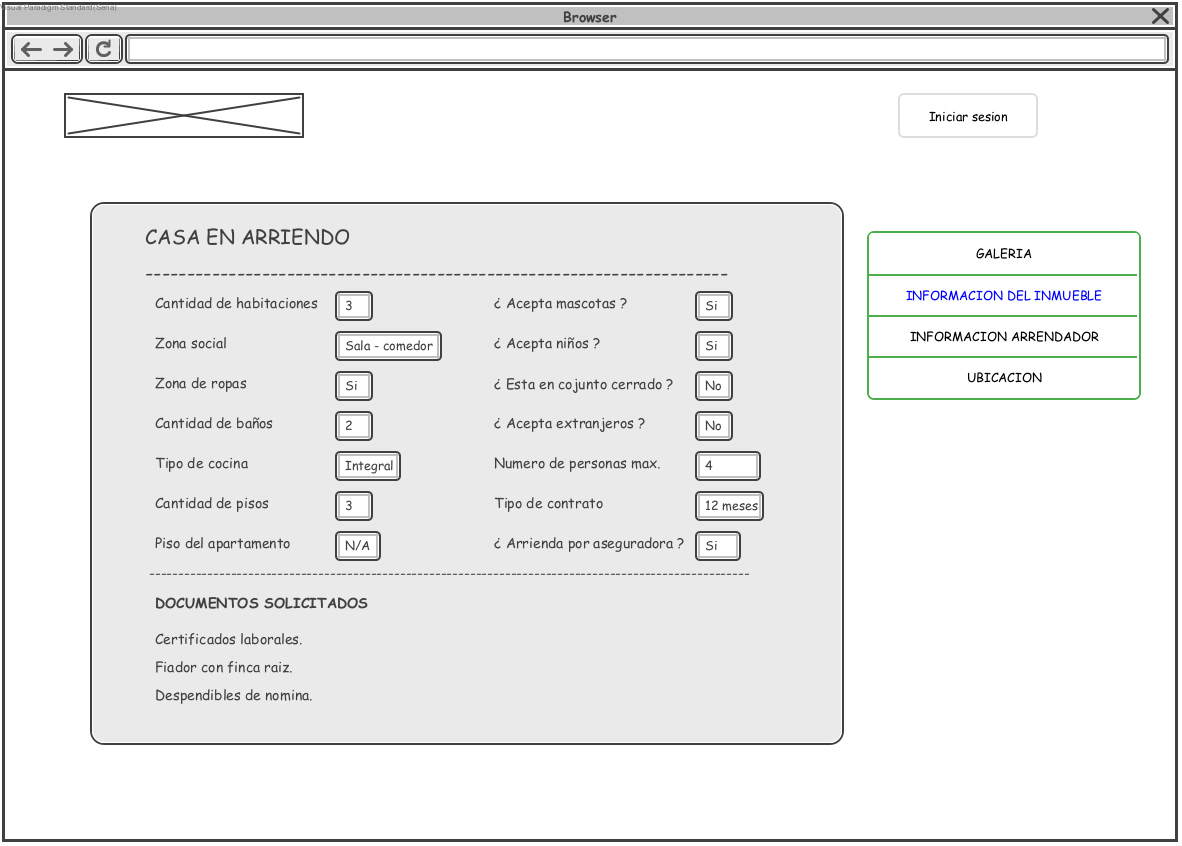 Visual Paradigm Standard(Sena)
Browser
Iniciar sesion
CASA EN ARRIENDO
Cantidad de habitaciones 3 ¿ Acepta mascotas ? Si
Zona social Sala - comedor ¿ Acepta niños ? Si
Zona de ropas Si ¿ Esta en cojunto cerrado ? No
Cantidad de baños 2 ¿ Acepta extranjeros ? No
Tipo de cocina Integral Numero de personas max. 4
Cantidad de pisos 3 Tipo de contrato 12 meses
Piso del apartamento N/A ¿ Arrienda por aseguradora ? Si
DOCUMENTOS SOLICITADOS
Certificados laborales.
Fiador con finca raiz.
Despendibles de nomina.
GALERIA
INFORMACION DEL INMUEBLE
INFORMACION ARRENDADOR
UBICACION